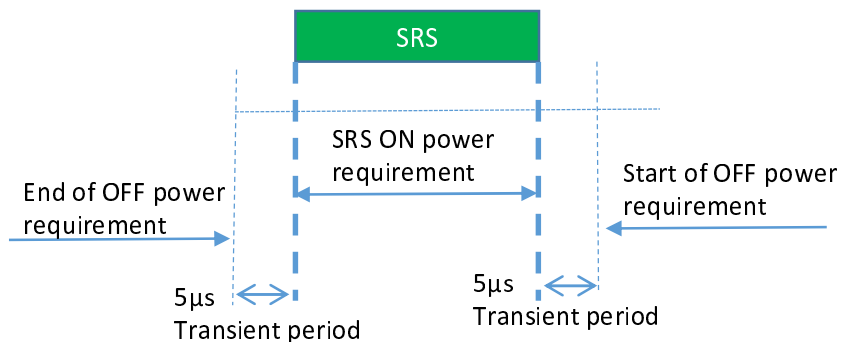 SRS
SRS ON power
requirement
End of OFF power
requirement
Start of OFF power
requirement
5μs
Transient period
5μs
Transient period